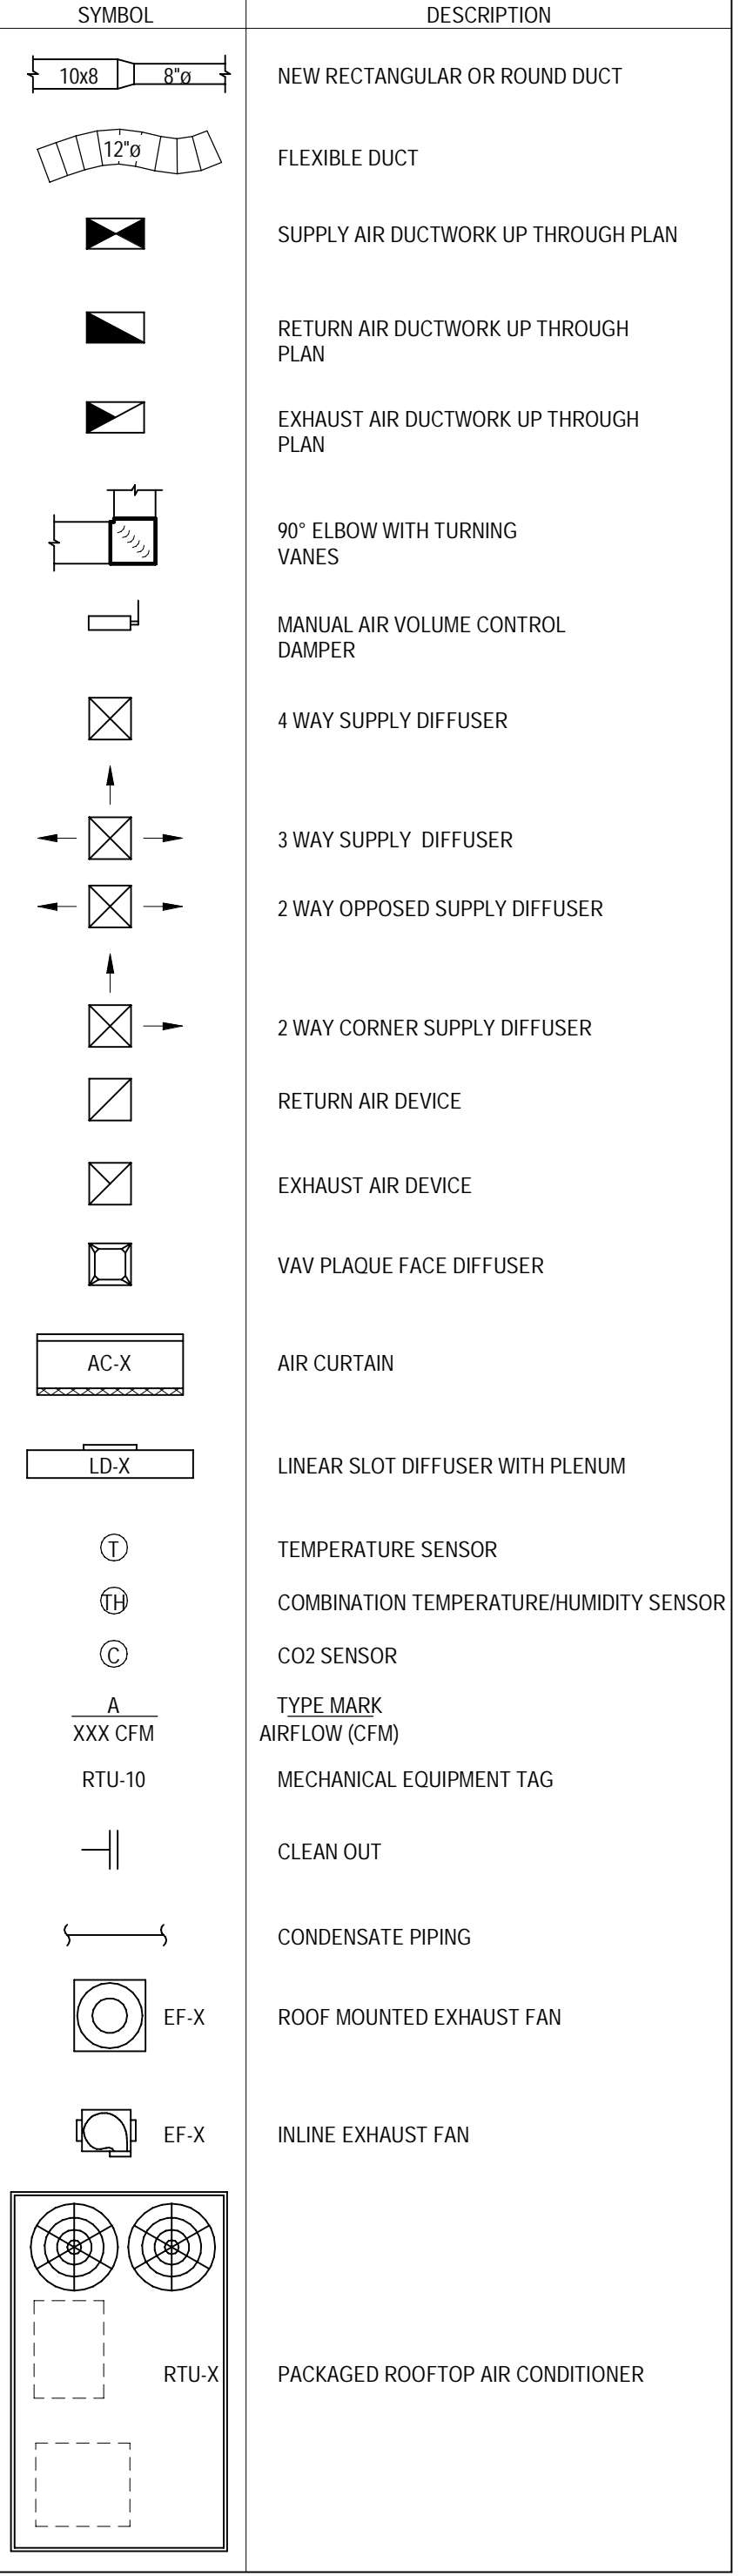 SYMBOL DESCRIPTION
10x8 8"ø NEW RECTANGULAR OR ROUND DUCT
12"ø FLEXIBLE DUCT
SUPPLY AIR DUCTWORK UP THROUGH PLAN
RETURN AIR DUCTWORK UP THROUGH
PLAN
EXHAUST AIR DUCTWORK UP THROUGH
PLAN
90° ELBOW WITH TURNING
VANES
MANUAL AIR VOLUME CONTROL
DAMPER
4 WAY SUPPLY DIFFUSER
3 WAY SUPPLY DIFFUSER
2 WAY OPPOSED SUPPLY DIFFUSER
2 WAY CORNER SUPPLY DIFFUSER
RETURN AIR DEVICE
EXHAUST AIR DEVICE
VAV PLAQUE FACE DIFFUSER
AC-X AIR CURTAIN
LD-X LINEAR SLOT DIFFUSER WITH PLENUM
T TEMPERATURE SENSOR
TH COMBINATION TEMPERATURE/HUMIDITY SENSOR
C CO2 SENSOR
A TYPE MARK
XXX CFM AIRFLOW (CFM)
RTU-10 MECHANICAL EQUIPMENT TAG
CLEAN OUT
CONDENSATE PIPING
EF-X ROOF MOUNTED EXHAUST FAN
EF-X INLINE EXHAUST FAN
RTU-X PACKAGED ROOFTOP AIR CONDITIONER